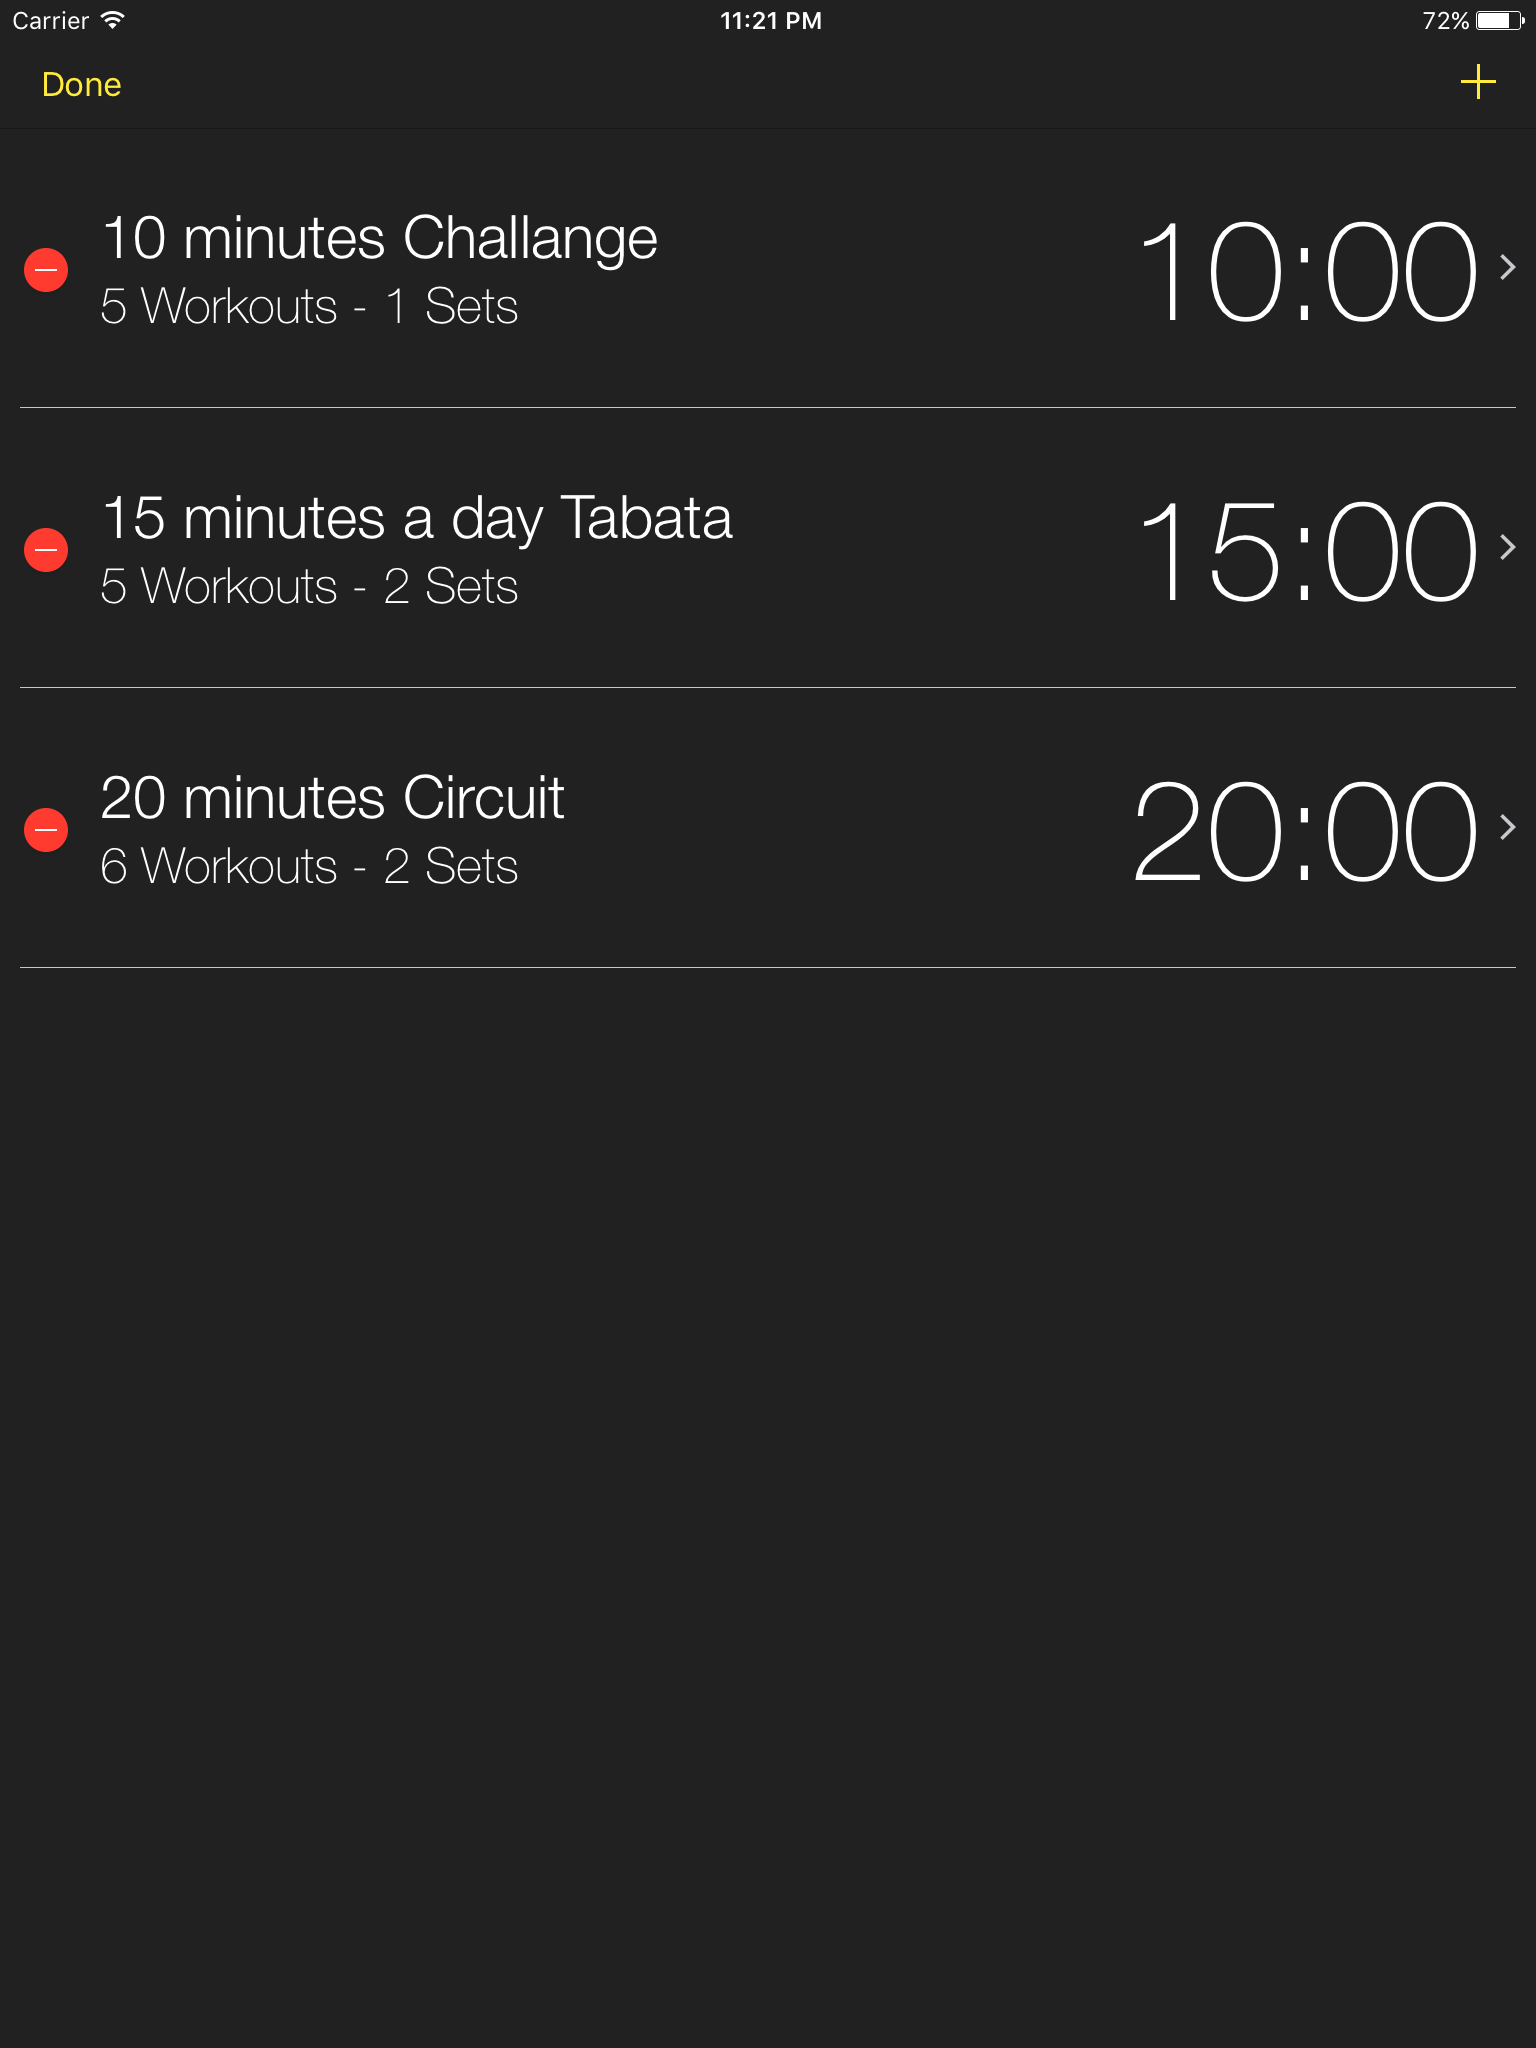 Carrier 11:21 PM 72%
Done
10 minutes Challange
5 Workouts - 1 Sets
10:00
15 minutes a day Tabata
5 Workouts - 2 Sets
15:00
20 minutes Circuit
6 Workouts - 2 Sets
20:00